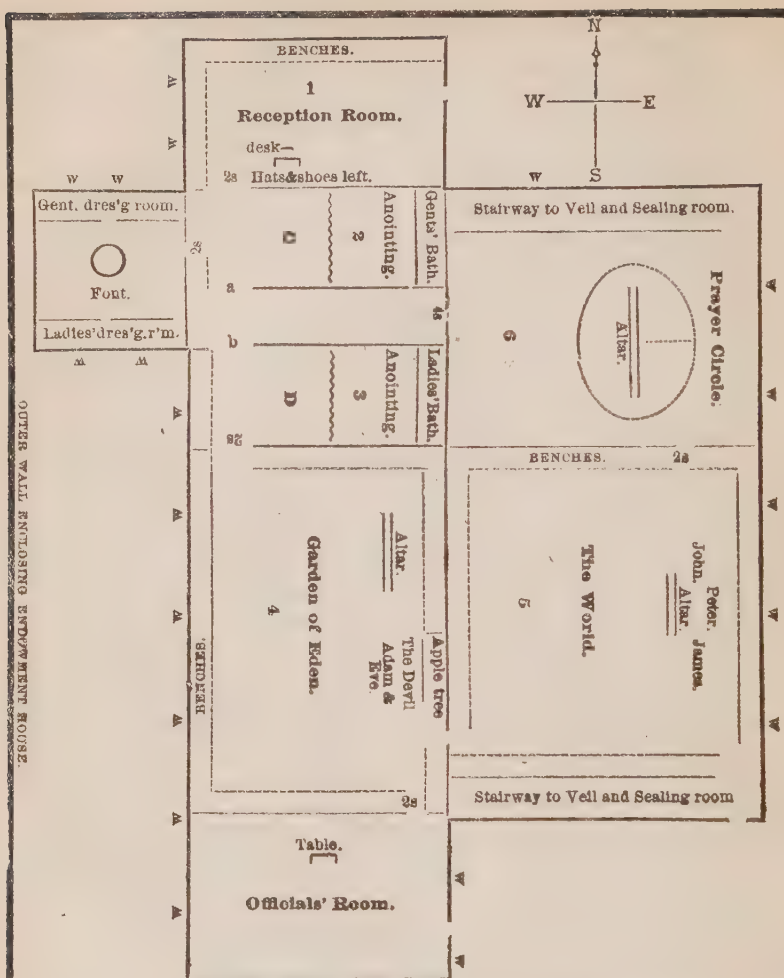 BENCHES.
1
Reception Room.
desk—
2s Hats&shoes left.
N
W E
S
W
W
W
W W
Gent. dres'g room.
Font.
Ladies'dres'g.r'm.
W W
2s
a
b
C
2
Anointing.
Gents' Bath.
4s
D
3
Anointing.
Ladies'Bath.
2s
Stairway to Veil and Sealing room.
Prayer Circle.
Altar.
6
W
W
W
BENCHES. 2s
John. Peter. James.
Altar.
The World.
5
W
W
W
Stairway to Veil and Sealing room
Altar.
Garden of Eden.
4
Apple tree
The Devil
Adam &
Eve.
BENCHES.
2s
W
W
W
W
W
W
Table.
Officials' Room.
W
W
OUTER WALL ENCLOSING ENDOWMENT HOUSE.